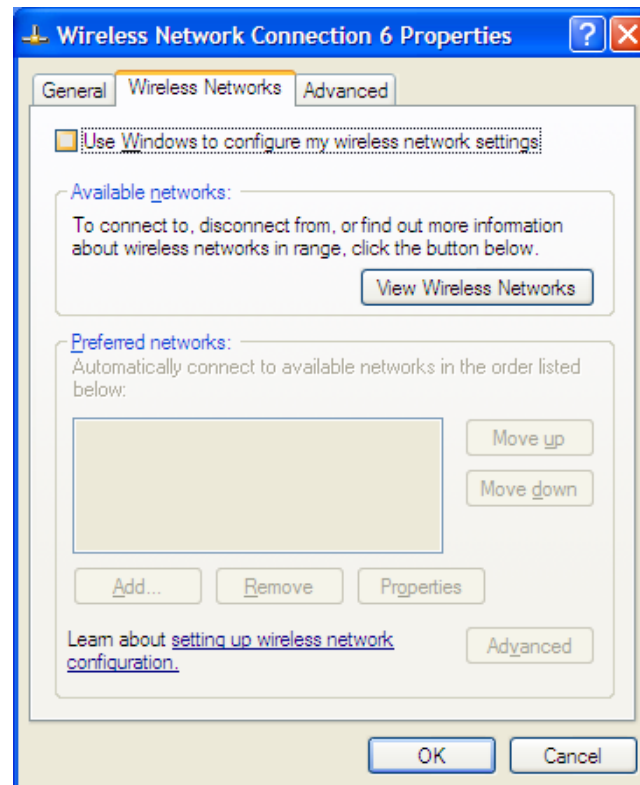 Wireless Network Connection 6 Properties
General Wireless Networks Advanced
Use Windows to configure my wireless network settings
Available networks:
To connect to, disconnect from, or find out more information
about wireless networks in range, click the button below.
View Wireless Networks
Preferred networks:
Automatically connect to available networks in the order listed
below:
Move up
Move down
Add... Remove Properties
Learn about setting up wireless network
configuration.
Advanced
OK Cancel